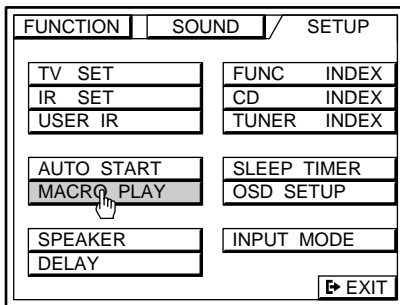 FUNCTION SOUND SETUP
TV SET FUNC INDEX
IR SET CD INDEX
USER IR TUNER INDEX
AUTO START SLEEP TIMER
MACRO PLAY OSD SETUP
SPEAKER INPUT MODE
DELAY
EXIT